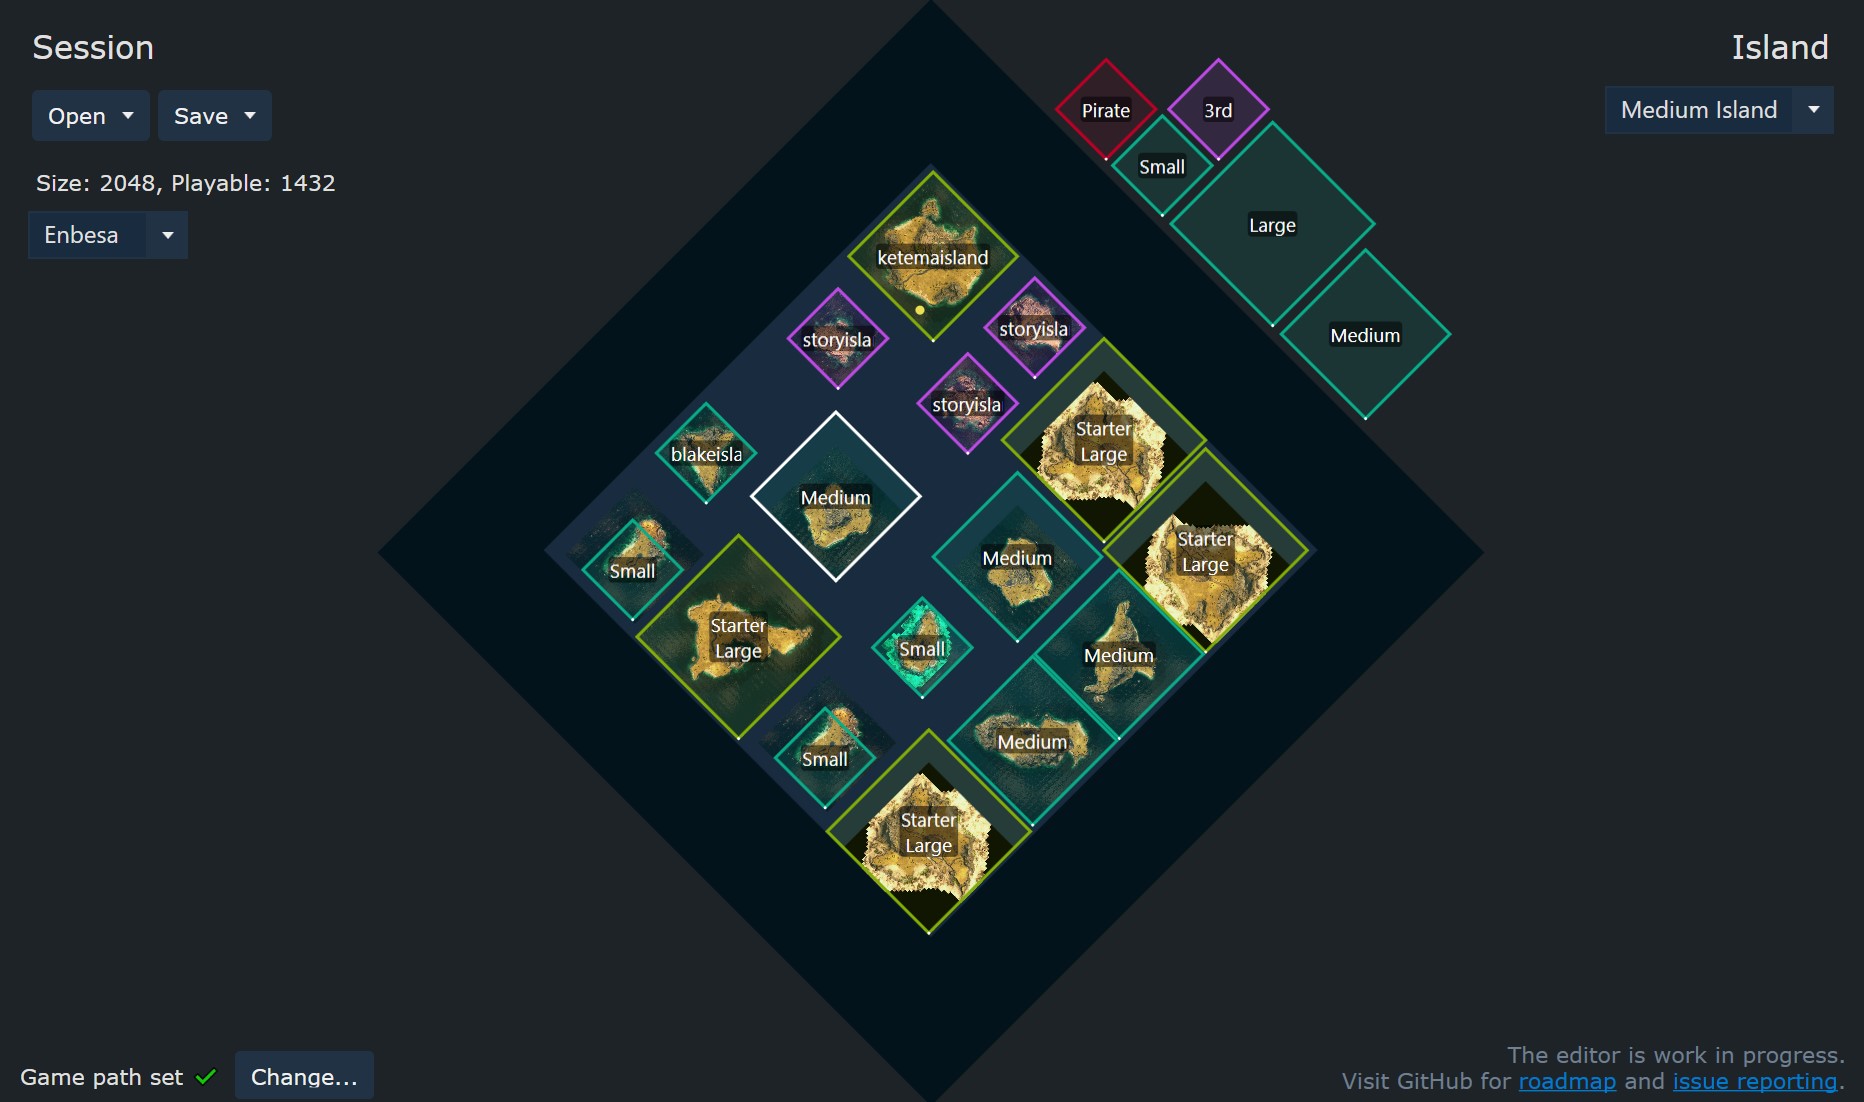 Session
Open
Save
Size: 2048, Playable: 1432
Enbesa
Island
Medium Island
Pirate
3rd
Small
Large
Medium
ketemaisland
storyisla
storyisla
storyisla
Starter
Large
blakeisla
Medium
Starter
Large
Medium
Small
Starter
Large
Small
Medium
Medium
Small
Starter
Large
Game path set
Change...
The editor is work in progress.
Visit GitHub for roadmap and issue reporting.